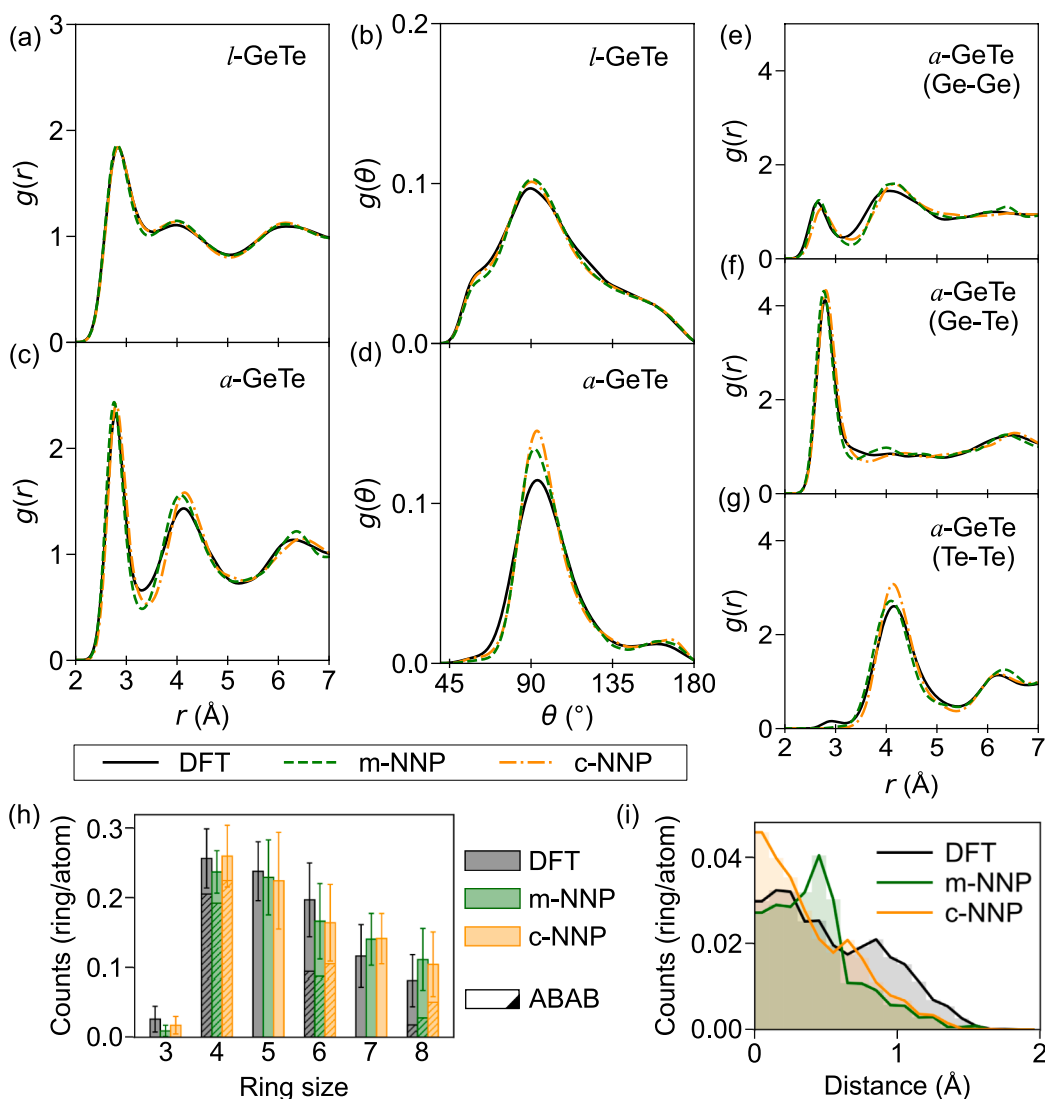 (a)
l-GeTe
g(r)
3
2
1
0
(b)
l-GeTe
g(θ)
0.2
0.1
0.0
(c)
a-GeTe
g(r)
2
1
0
2 3 4 5 6 7
r (Å)
(d)
a-GeTe
g(θ)
0.1
0.0
45 90 135 180
θ (°)
(e)
a-GeTe
(Ge-Ge)
g(r)
4
2
0
(f)
a-GeTe
(Ge-Te)
g(r)
4
2
0
(g)
a-GeTe
(Te-Te)
g(r)
4
2
0
2 3 4 5 6 7
r (Å)
DFT m-NNP c-NNP
(h)
Counts (ring/atom)
0.3
0.2
0.1
0.0
3 4 5 6 7 8
Ring size
DFT
m-NNP
c-NNP
ABAB
(i)
Counts (ring/atom)
0.04
0.02
0.00
0 1 2
Distance (Å)
DFT
m-NNP
c-NNP